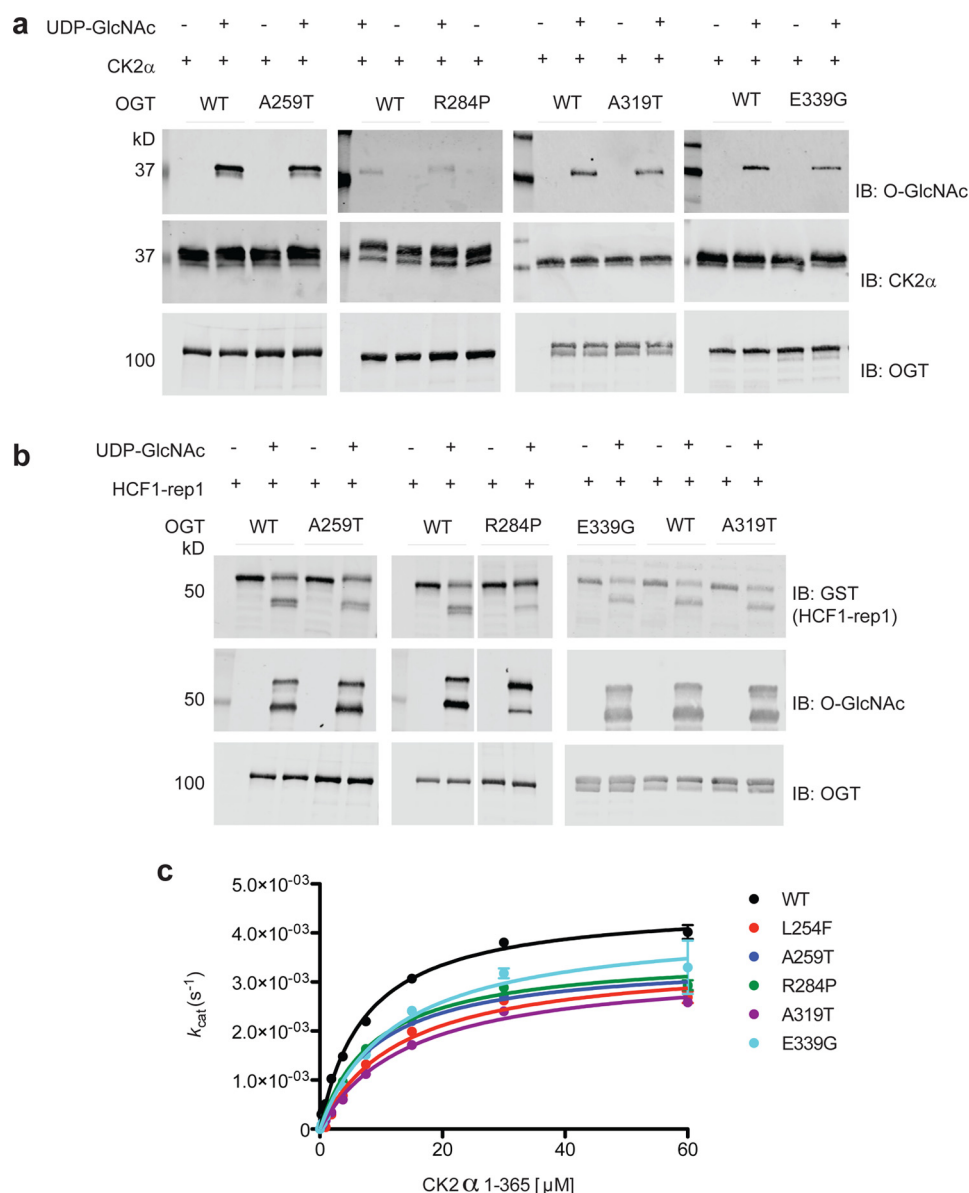 a
UDP-GlcNAc - + - + + - + - - + - + - + - +
CK2α + + + + + + + + + + + + + + + +
OGT WT A259T WT R284P WT A319T WT E339G
kD
37 IB: O-GlcNAc
37 IB: CK2α
100 IB: OGT
b
UDP-GlcNAc - + - + - + - + - + - + - +
HCF1-rep1 + + + + + + + + + + + + + +
OGT WT A259T WT R284P E339G WT A319T
kD
50 IB: GST
(HCF1-rep1)
50 IB: O-GlcNAc
100 IB: OGT
c
5.0×10⁻⁰³
4.0×10⁻⁰³
3.0×10⁻⁰³
2.0×10⁻⁰³
1.0×10⁻⁰³
0
kcat (s⁻¹)
0 20 40 60
CK2 α 1-365 [µM]
WT
L254F
A259T
R284P
A319T
E339G